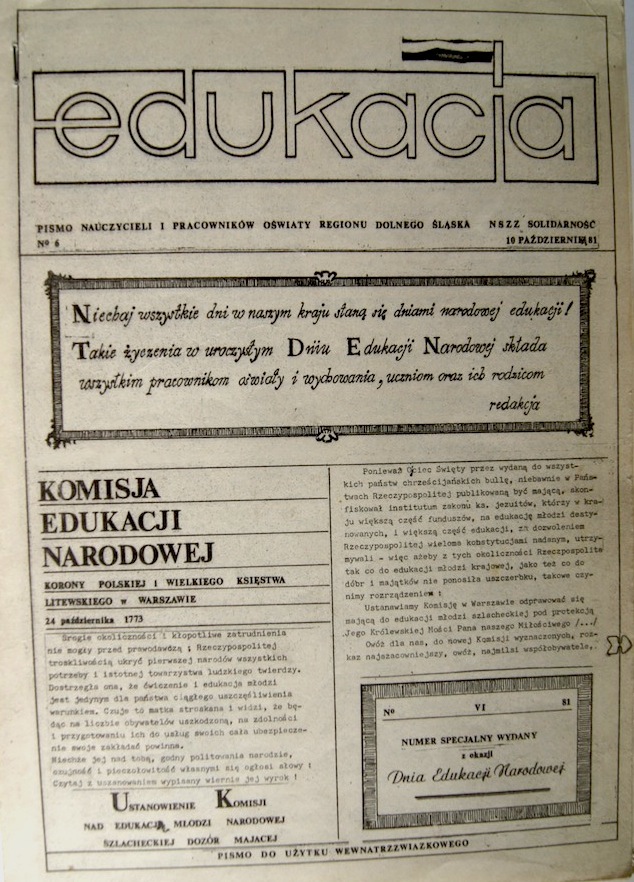 edukacja
PISMO NAUCZYCIELI I PRACOWNIKÓW OŚWIATY REGIONU DOLNEGO ŚLĄSKA NSZZ SOLIDARNOŚĆ
Nº 6 10 PAŹDZIERNIK 81
Niechaj wszystkie dni w naszym kraju staną się dniami narodowej edukacji!
Takie życzenia w uroczystym Dniu Edukacji Narodowej składa
wszystkim pracownikom oświaty i wychowania, uczniom oraz ich rodzicom
redakcja
KOMISJA
EDUKACJI
NARODOWEJ
KORONY POLSKIEJ I WIELKIEGO KSIĘSTWA
LITEWSKIEGO w WARSZAWIE
24 października 1773
Srogie okoliczności i kłopotliwe zatrudnienia
nie mogły przed prawodawdzą ; Rzeczypospolitej
troskliwością ukryć pierwszej narodów wszystkich
potrzeby i istotnej towarzystwa ludzkiego twierdzy.
Dostrzegła ona, że ćwiczenie i edukacja młodzi
jest jedynym dla państwa ciągłego uszczęśliwienia
warunkiem. Czuje to matka stroskana i widzi, że bę-
dąc na liczbie obywatelów uszkodzoną, na zdolności
i przygotowaniu ich do usług swoich cała ubezpiecze-
nie swoje zakładać powinna.
Niechże jej nad tobą, godny politowania narodzie,
czujność i pieczołowitość własnymi się ogłosi słowy :
Czytaj z uszanowaniem wypisany wiernie jej wyrok !
USTANOWIENIE KOMISJI
NAD EDUKACJĄ MŁODZI NARODOWEJ
SZLACHECKIEJ DOZÓR MAJACEJ
Ponieważ Ojciec Święty przez wydaną do wszyst-
kich państw chrześcijańskich bullę, niebawnie w Pańs-
twach Rzeczypospolitej publikowaną być mającą, skon-
fiskował institutum zakonu ks. jezuitów, którzy w kra-
ju większą część funduszów, na edukację młodzi desty-
nowanych, i większą część edukacji, za dozwoleniem
Rzeczypospolitej wieloma konstytucjami nadanym, utrzy-
mywali - więc ażeby z tych okoliczności Rzeczpospolita
tak co do edukacji młodzi krajowej, jako też co do
dóbr i majątków nie ponosiła uszczerbku, takowe czy-
nimy rozrządzenie :
Ustanawiamy Komisję w Warszawie odprawować się
mającą do edukacji młodzi szlacheckiej pod protekcją
Jego Królewskiej Mości Pana naszego Miłościwego /.../
Owóż dla nas, do nowej Komisji wyznaczonych, roz-
kaz najszacowniejszy, owóż, najmilsi współobywatele,
Nº VI 81
NUMER SPECJALNY WYDANY
z okazji
Dnia Edukacji Narodowej
PISMO DO UŻYTKU WEWNATRZZWIAZKOWEGO